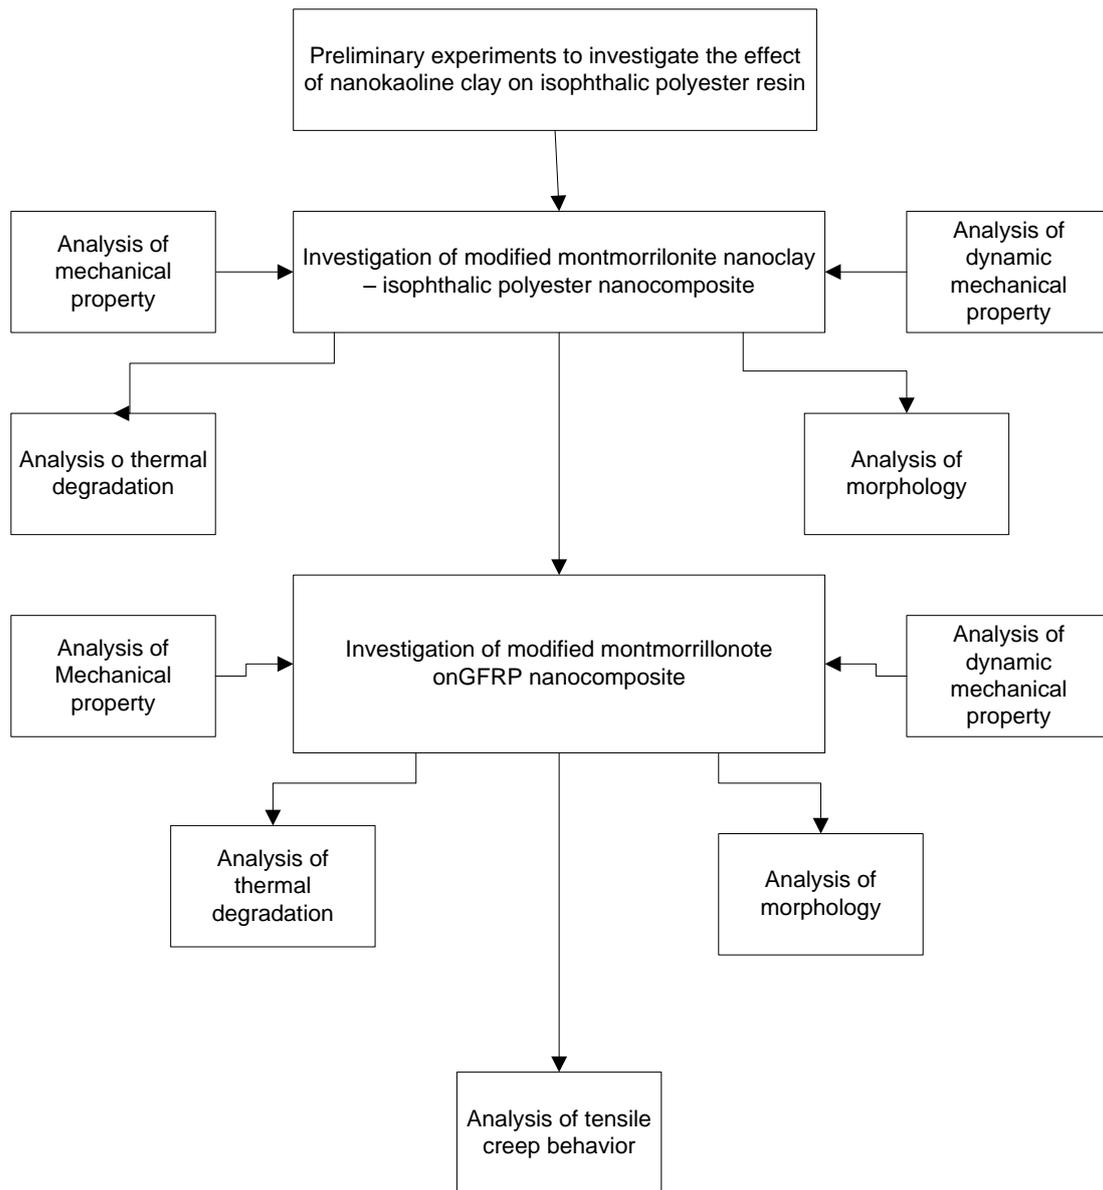 Preliminary experiments to investigate the effect
of nanokaoline clay on isophthalic polyester resin
Analysis of
mechanical
property
Investigation of modified montmorrilonite nanoclay
– isophthalic polyester nanocomposite
Analysis of
dynamic
mechanical
property
Analysis o thermal
degradation
Analysis of
morphology
Analysis of
Mechanical
property
Investigation of modified montmorrillonote
onGFRP nanocomposite
Analysis of
dynamic
mechanical
property
Analysis of
thermal
degradation
Analysis of
morphology
Analysis of tensile
creep behavior